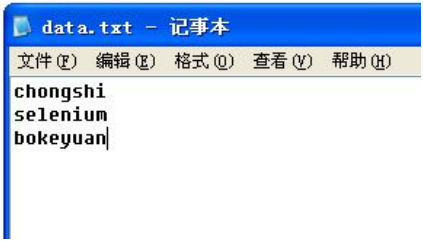 data.txt - 记事本
文件(F) 编辑(E) 格式(O) 查看(V) 帮助(H)
chongshi
selenium
bokeyuan